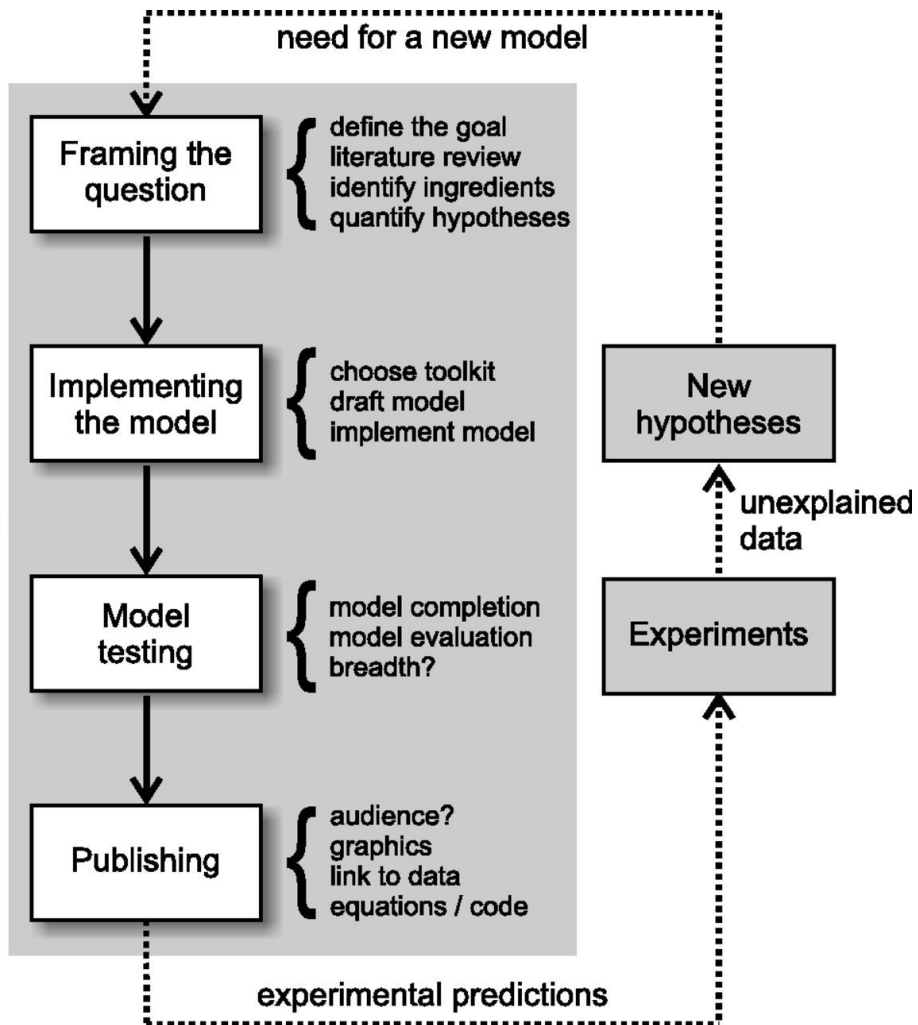 need for a new model
Framing the
question
define the goal
literature review
identify ingredients
quantify hypotheses
Implementing
the model
choose toolkit
draft model
implement model
Model
testing
model completion
model evaluation
breadth?
Publishing
audience?
graphics
link to data
equations / code
experimental predictions
Experiments
unexplained
data
New
hypotheses